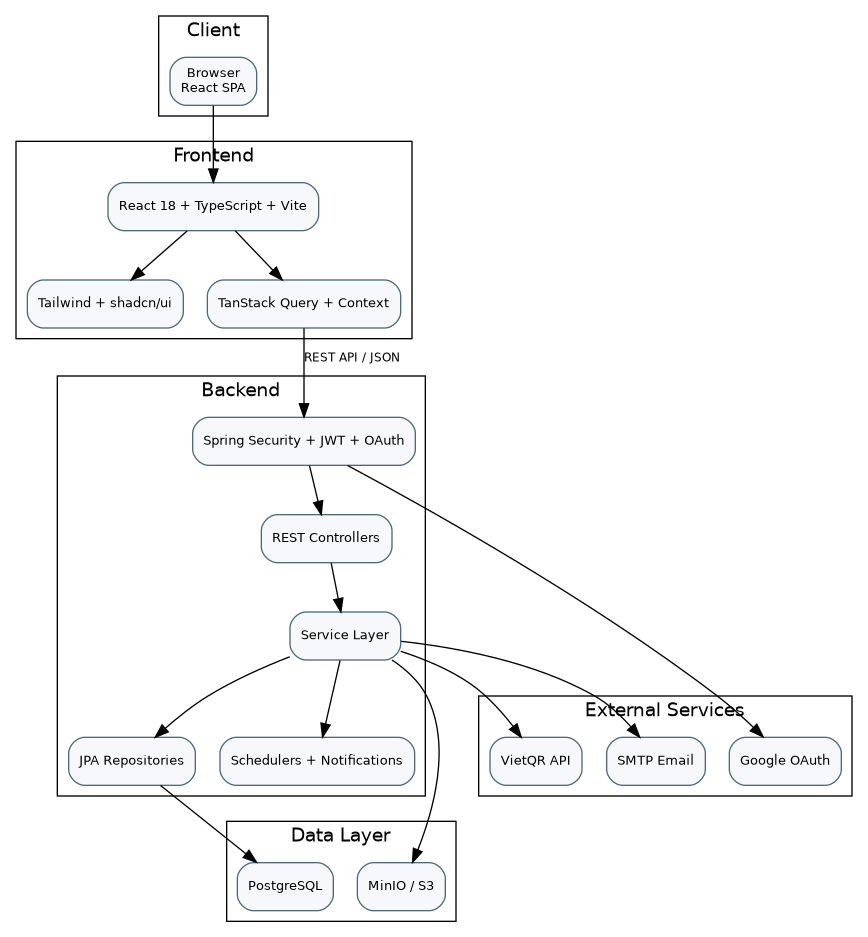 Client
Browser
React SPA
Frontend
React 18 + TypeScript + Vite
Tailwind + shadcn/ui
TanStack Query + Context
REST API / JSON
Backend
Spring Security + JWT + OAuth
REST Controllers
Service Layer
JPA Repositories
Schedulers + Notifications
External Services
VietQR API
SMTP Email
Google OAuth
Data Layer
PostgreSQL
MinIO / S3